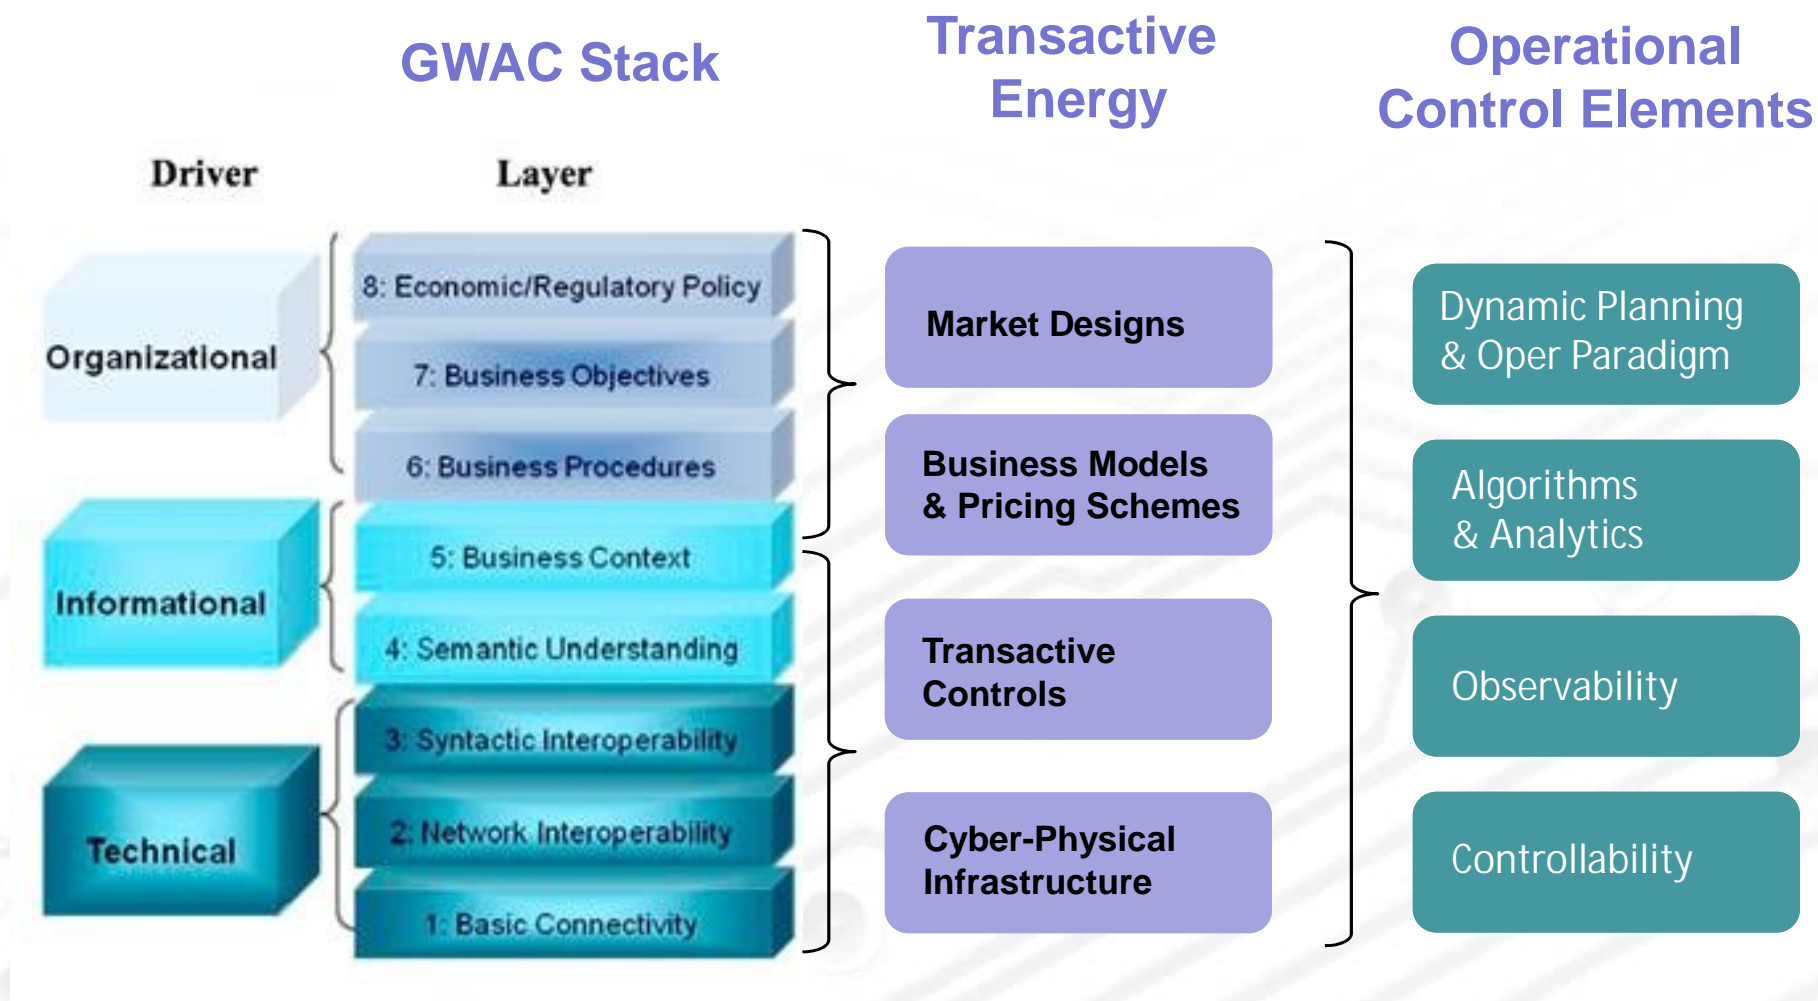 GWAC Stack
Transactive
Energy
Operational
Control Elements
Driver
Layer
Organizational
8: Economic/Regulatory Policy
7: Business Objectives
6: Business Procedures
Informational
5: Business Context
4: Semantic Understanding
Technical
3: Syntactic Interoperability
2: Network Interoperability
1: Basic Connectivity
Market Designs
Business Models
& Pricing Schemes
Transactive
Controls
Cyber-Physical
Infrastructure
Dynamic Planning
& Oper Paradigm
Algorithms
& Analytics
Observability
Controllability